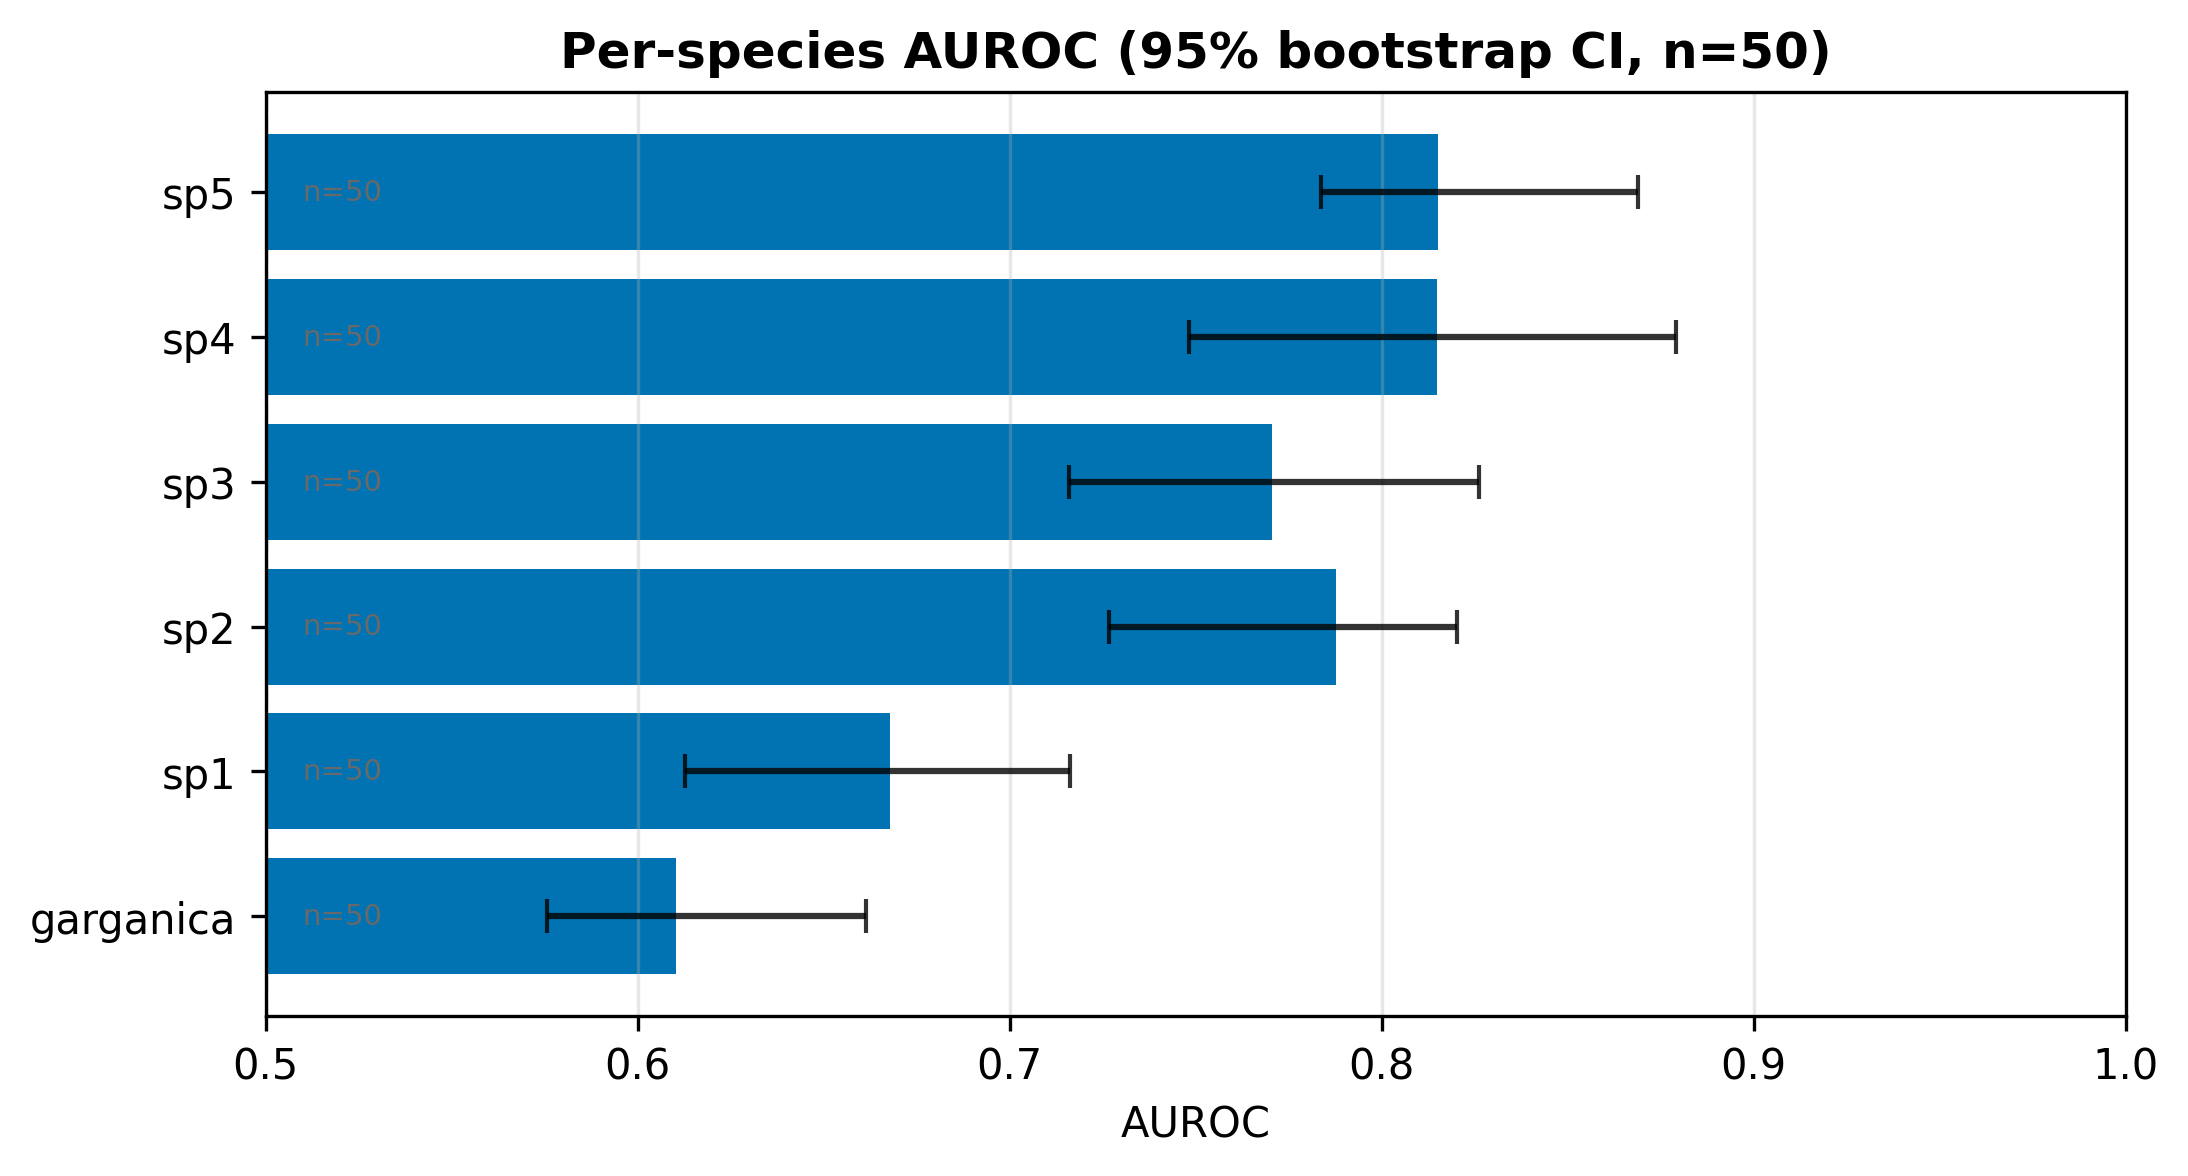 Per-species AUROC (95% bootstrap CI, n=50)
sp5
n=50
sp4
n=50
sp3
n=50
sp2
n=50
sp1
n=50
garganica
n=50
0.5 0.6 0.7 0.8 0.9 1.0
AUROC